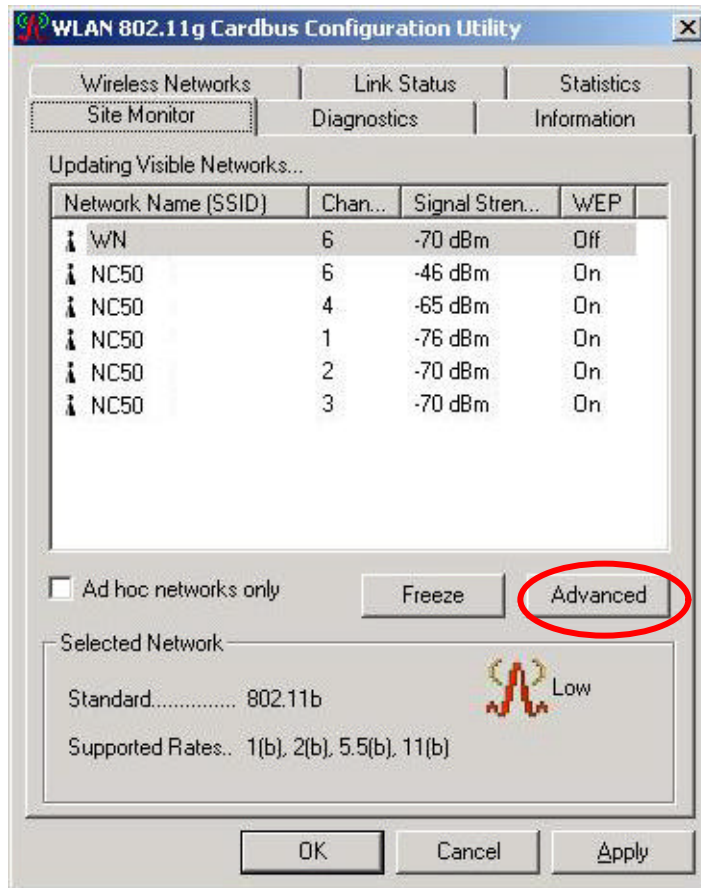 WLAN 802.11g Cardbus Configuration Utility
Wireless Networks Link Status Statistics
Site Monitor Diagnostics Information
Updating Visible Networks...
Network Name (SSID) Chan... Signal Stren... WEP
WN 6 -70 dBm Off
NC50 6 -46 dBm On
NC50 4 -65 dBm On
NC50 1 -76 dBm On
NC50 2 -70 dBm On
NC50 3 -70 dBm On
Ad hoc networks only Freeze Advanced
Selected Network
Standard............... 802.11b Low
Supported Rates.. 1(b), 2(b), 5.5(b), 11(b)
OK Cancel Apply